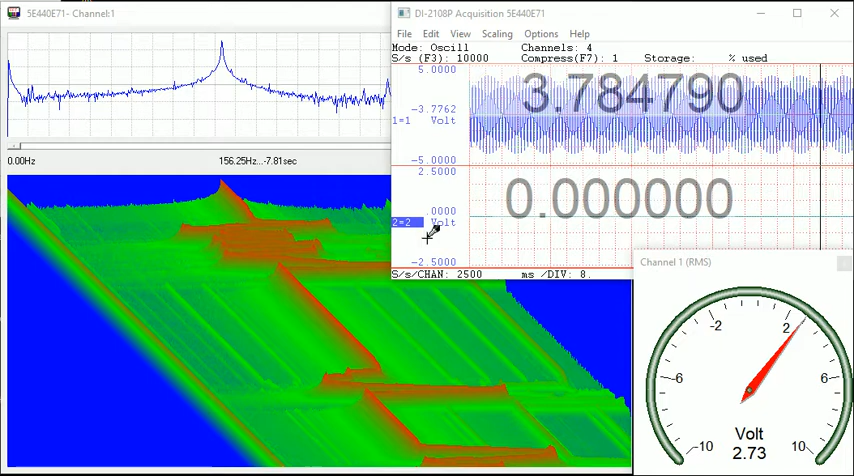 5E440E71- Channel:1
DI-2108P Acquisition 5E440E71
File Edit View Scaling Options Help
Mode: Oscill Channels: 4
S/s (F3): 10000 Compress(F7): 1 Storage: % used
5.0000
3.784790
-3.7762
1=1 Volt
-5.0000
0.00Hz 156.25Hz...-7.81sec
2.5000
0.000000
.0000
2=2 Volt
-2.5000
S/s/CHAN: 2500 ms /DIV: 8.
Channel 1 (RMS)
-2 2
-6 6
-10 10
Volt
2.73